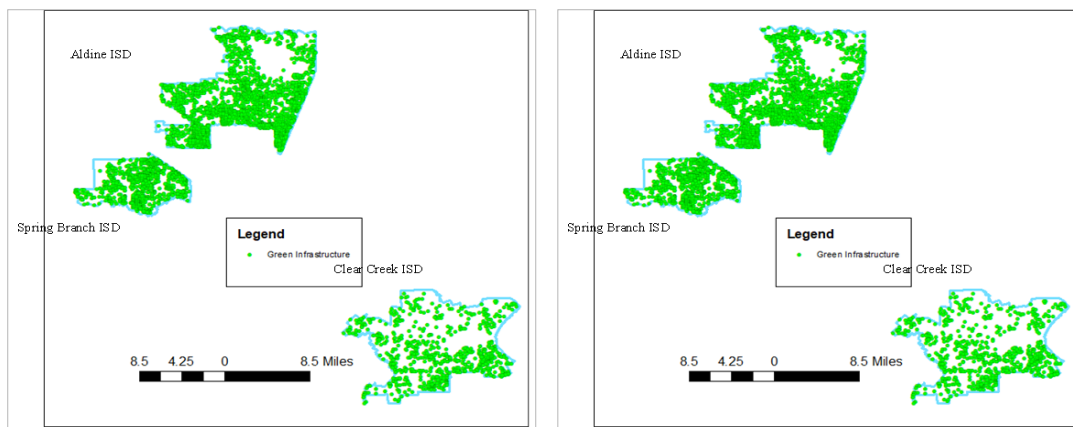 Aldine ISD
Spring Branch ISD
Legend
Green Infrastructure
Clear Creek ISD
8.5 4.25 0 8.5 Miles
Aldine ISD
Spring Branch ISD
Legend
Green Infrastructure
Clear Creek ISD
8.5 4.25 0 8.5 Miles